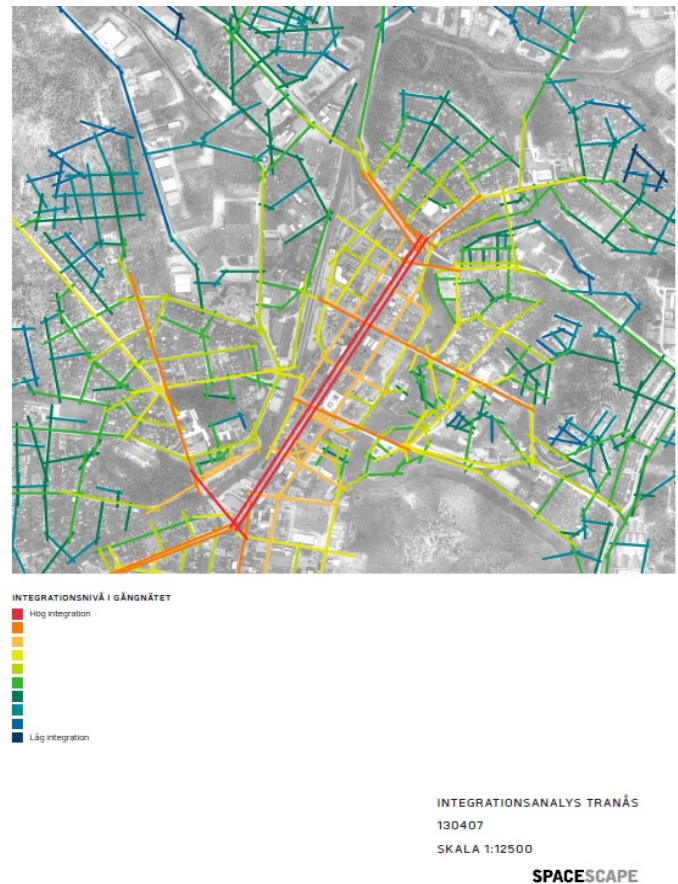 INTEGRATIONSNIVÅ I GÅNGNÄTET
Hög integration
Låg integration
INTEGRATIONSANALYS TRANÅS
130407
SKALA 1:12500
SPACESCAPE